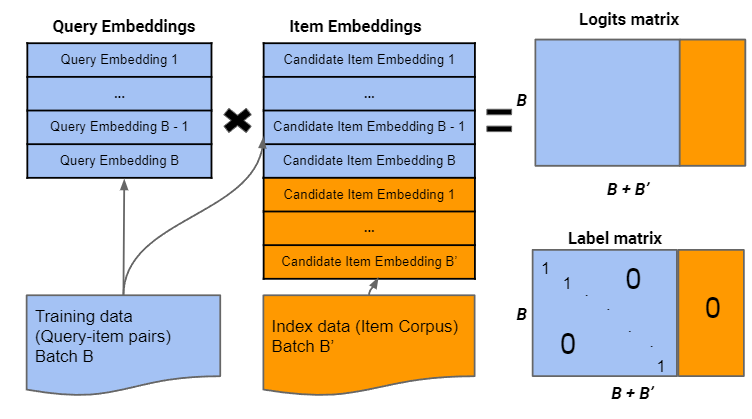 Query Embeddings
Query Embedding 1
...
Query Embedding B - 1
Query Embedding B
Item Embeddings
Candidate Item Embedding 1
...
Candidate Item Embedding B - 1
Candidate Item Embedding B
Candidate Item Embedding 1
...
Candidate Item Embedding B'
Training data
(Query-item pairs)
Batch B
Index data (Item Corpus)
Batch B'
Logits matrix
B
B + B'
Label matrix
1
1
0
0
0
1
B
B + B'